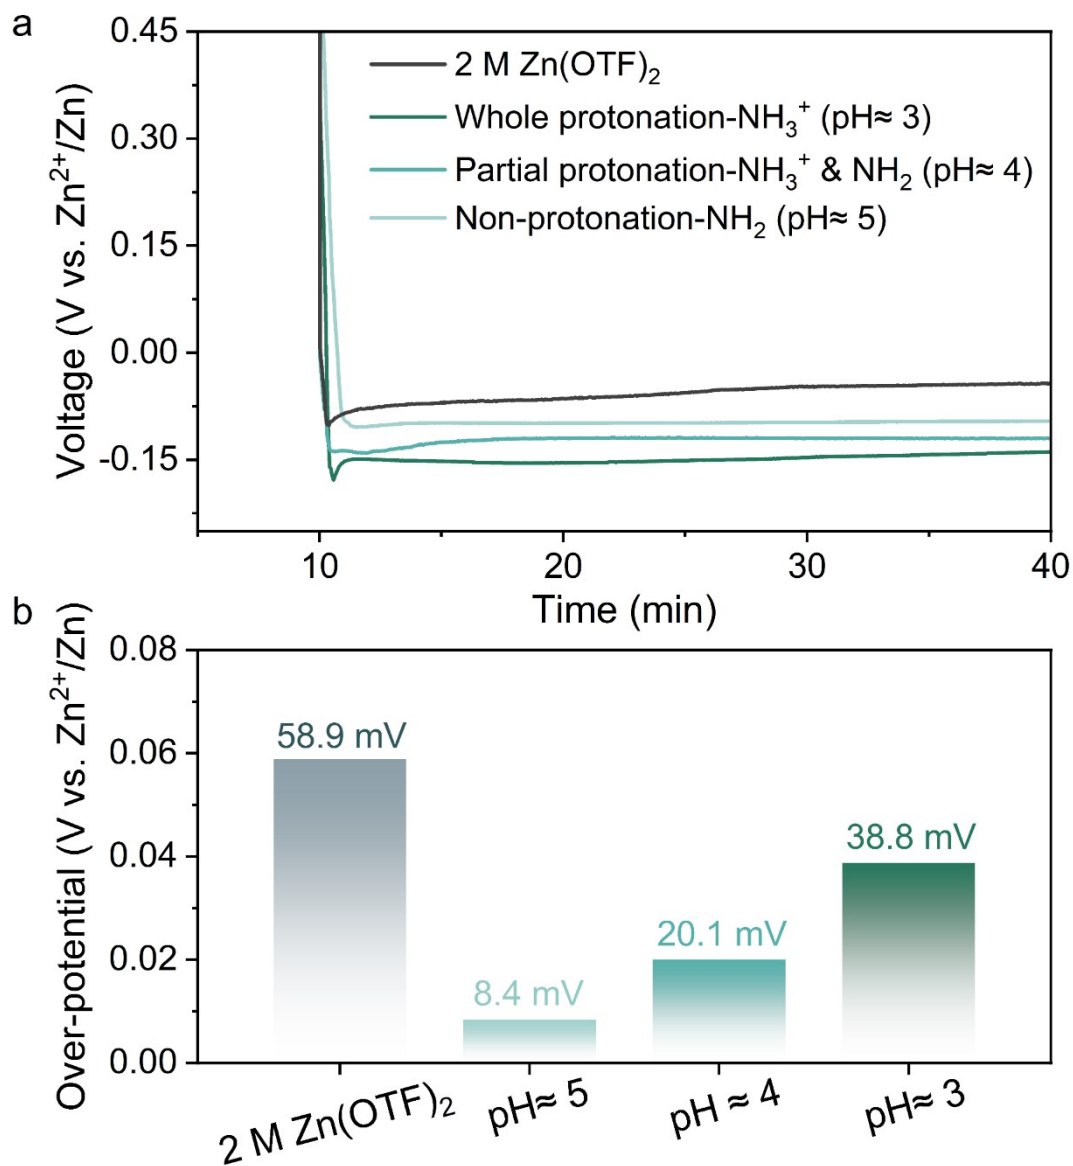 a
Voltage (V vs. Zn²⁺/Zn)
0.45
0.30
0.15
0.00
-0.15
2 M Zn(OTF)₂
Whole protonation-NH₃⁺ (pH≈ 3)
Partial protonation-NH₃⁺ & NH₂ (pH≈ 4)
Non-protonation-NH₂ (pH≈ 5)
10 20 30 40
Time (min)
b
Over-potential (V vs. Zn²⁺/Zn)
0.08
0.06
0.04
0.02
0.00
58.9 mV
8.4 mV
20.1 mV
38.8 mV
2 M Zn(OTF)₂
pH≈ 5
pH ≈ 4
pH≈ 3